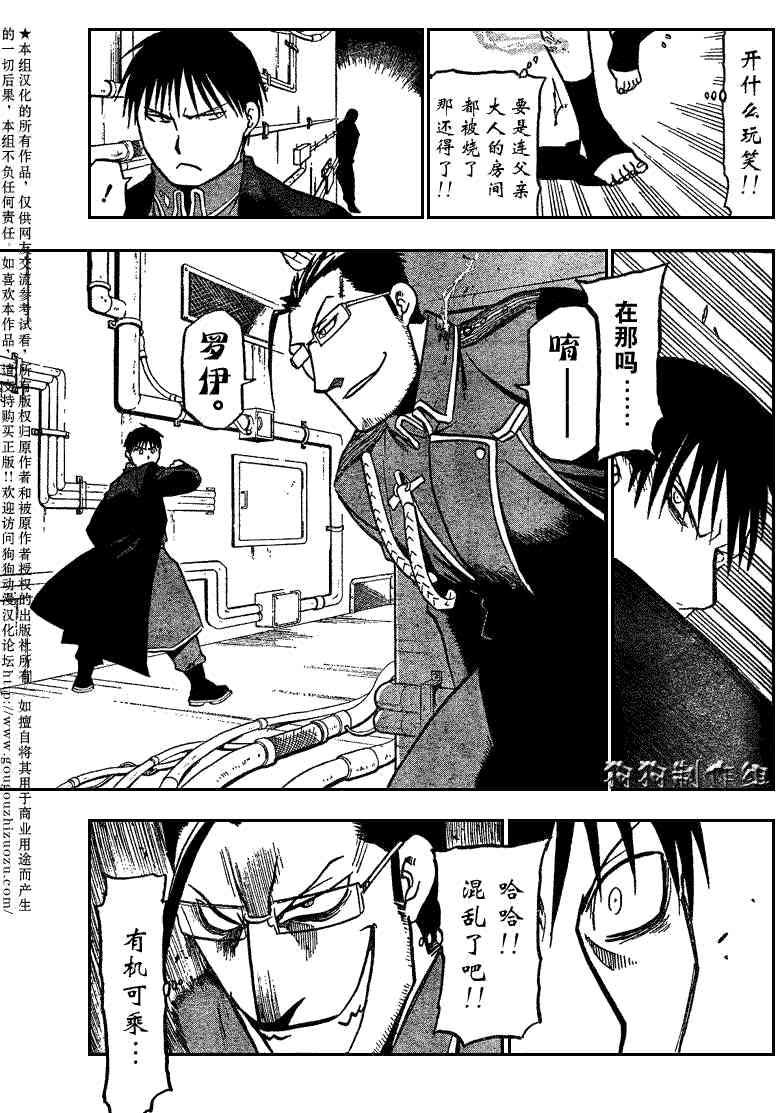 开什么玩笑!!
要是连父亲
大人的房间
都被烧了
那还得了!!
!
在那吗……
唷——
罗伊。
哈哈!!
混乱了吧!!
有机可乘…
狗狗制作组
★本组汉化的所有作品，仅供网友交流参考试看，所有版权归原作者和被原作者授权的出版社所有，如擅自将其用于商业用途而产生
的一切后果，本组不负任何责任。如喜欢本作品，请支持购买正版!!欢迎访问狗狗动漫汉化论坛http://www.gougouzhizuozu.com/